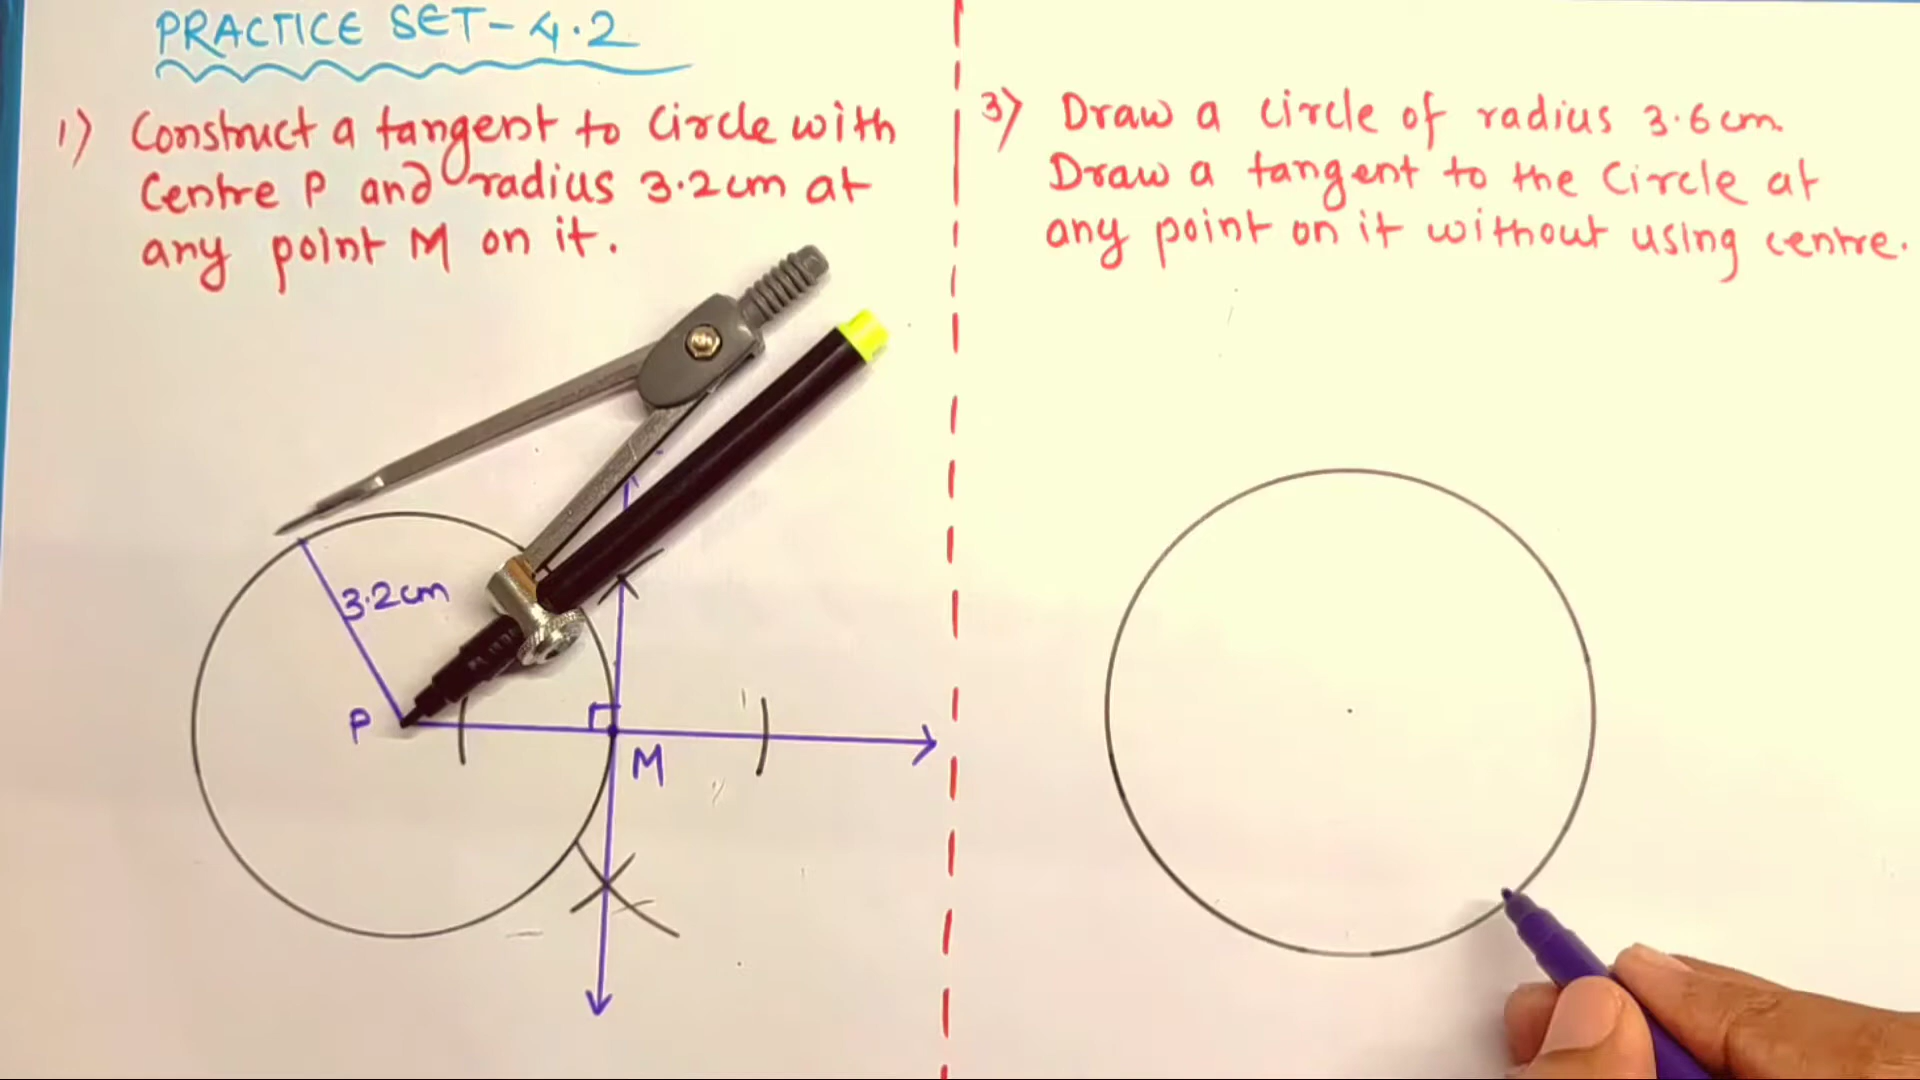 PRACTICE SET-4.2
1) Construct a tangent to Circle with
Centre P and radius 3.2cm at
any point M on it.
3.2cm
P
M
3) Draw a circle of radius 3.6cm.
Draw a tangent to the Circle at
any point on it without using centre.